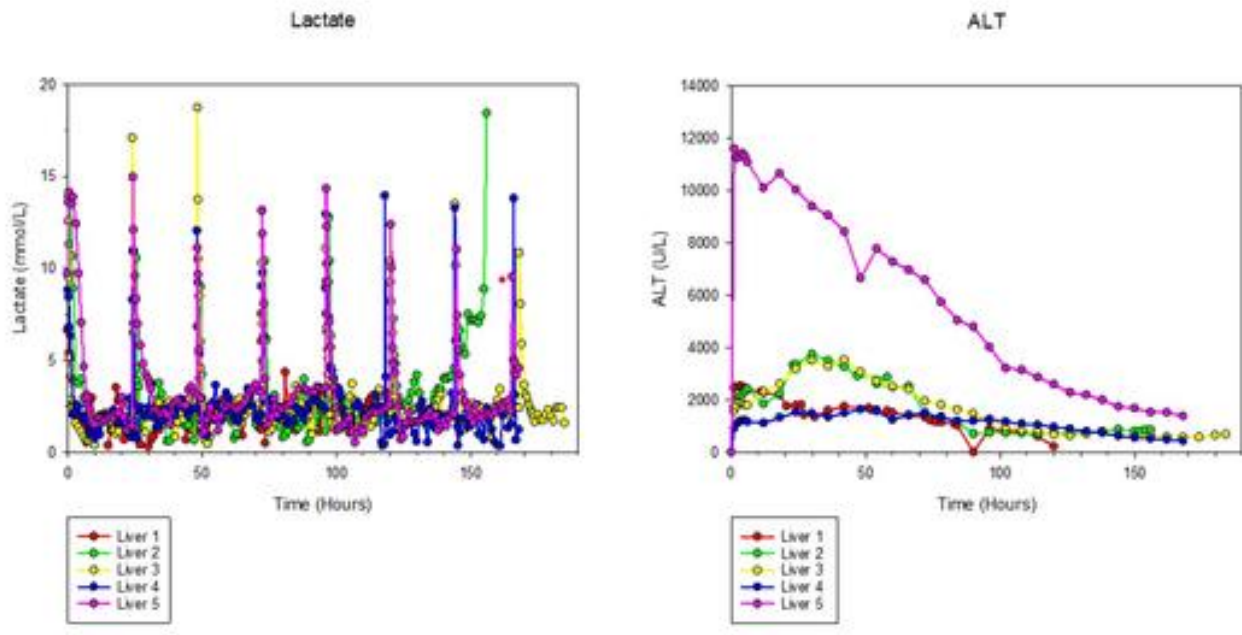 Lactate
20
15
10
5
0
Lactate (mmol/L)
0 50 100 150
Time (Hours)
Liver 1
Liver 2
Liver 3
Liver 4
Liver 5
ALT
14000
12000
10000
8000
6000
4000
2000
0
ALT (U/L)
0 50 100 150
Time (Hours)
Liver 1
Liver 2
Liver 3
Liver 4
Liver 5